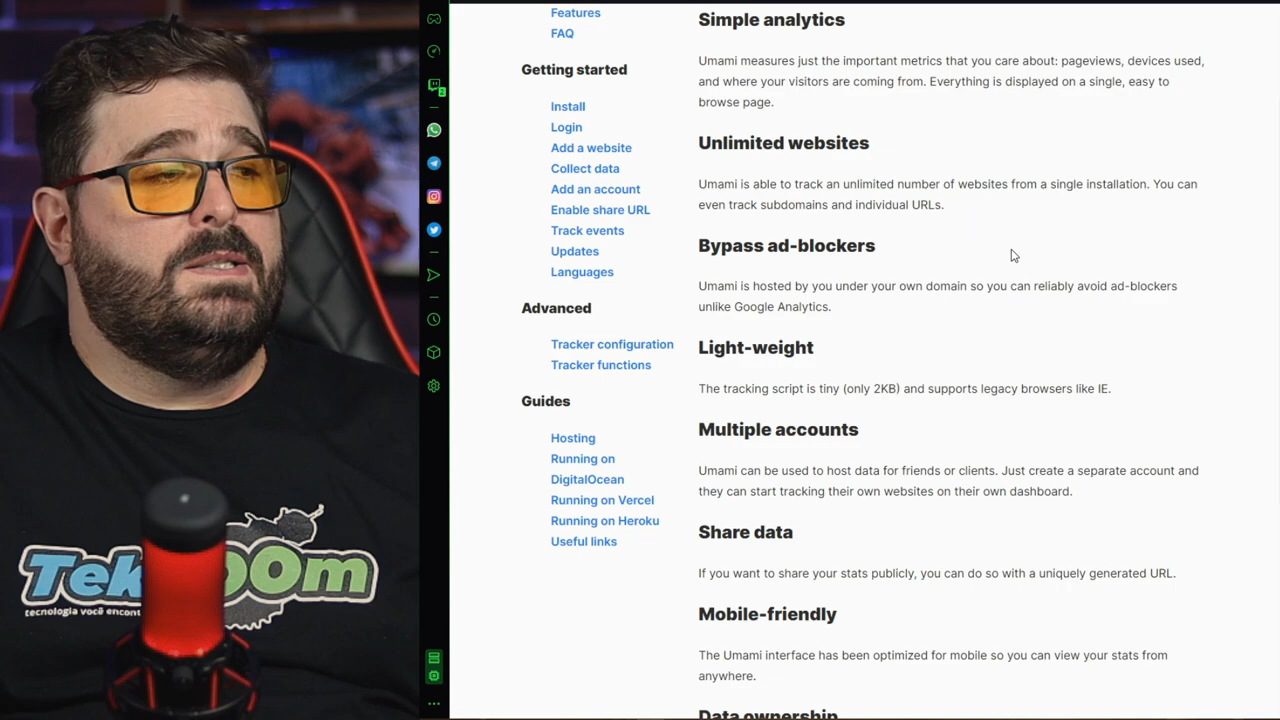 Features
FAQ
Getting started
Install
Login
Add a website
Collect data
Add an account
Enable share URL
Track events
Updates
Languages
Advanced
Tracker configuration
Tracker functions
Guides
Hosting
Running on
DigitalOcean
Running on Vercel
Running on Heroku
Useful links
Simple analytics
Umami measures just the important metrics that you care about: pageviews, devices used,
and where your visitors are coming from. Everything is displayed on a single, easy to
browse page.
Unlimited websites
Umami is able to track an unlimited number of websites from a single installation. You can
even track subdomains and individual URLs.
Bypass ad-blockers
Umami is hosted by you under your own domain so you can reliably avoid ad-blockers
unlike Google Analytics.
Light-weight
The tracking script is tiny (only 2KB) and supports legacy browsers like IE.
Multiple accounts
Umami can be used to host data for friends or clients. Just create a separate account and
they can start tracking their own websites on their own dashboard.
Share data
If you want to share your stats publicly, you can do so with a uniquely generated URL.
Mobile-friendly
The Umami interface has been optimized for mobile so you can view your stats from
anywhere.
Data ownership
tecnologia você